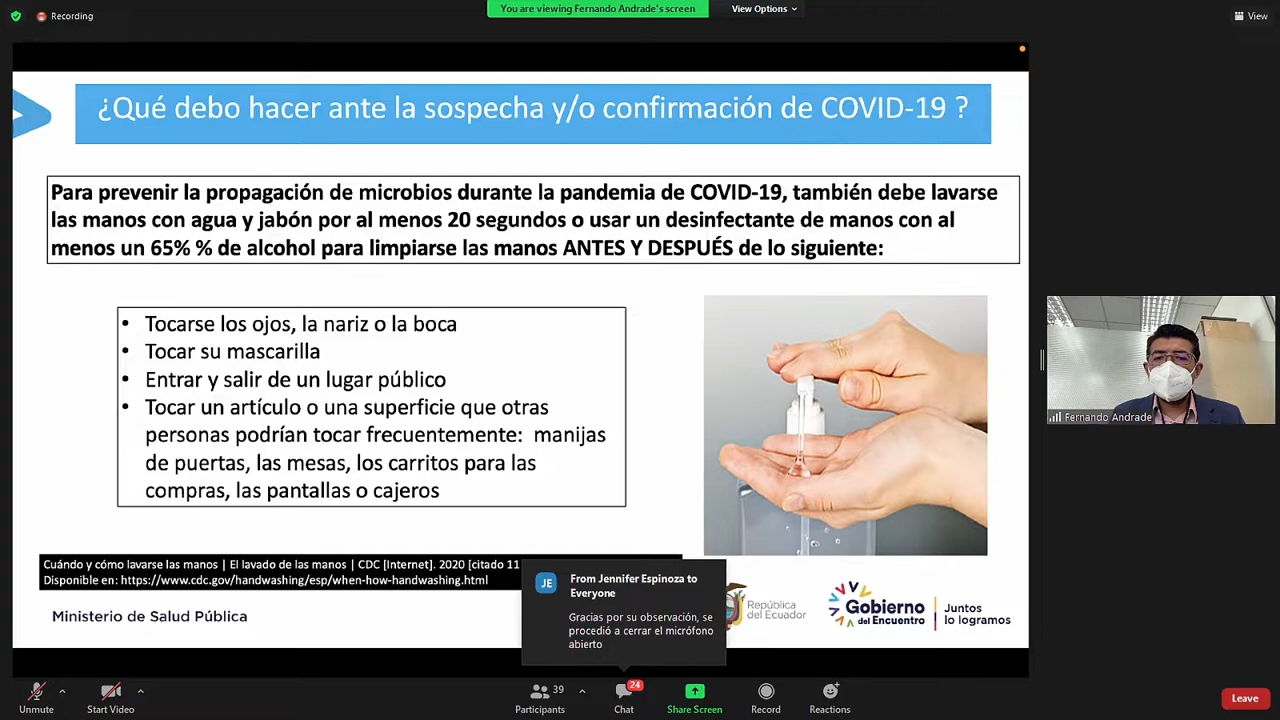 Recording
You are viewing Fernando Andrade's screen
View Options
View
¿Qué debo hacer ante la sospecha y/o confirmación de COVID-19 ?
Para prevenir la propagación de microbios durante la pandemia de COVID-19, también debe lavarse
las manos con agua y jabón por al menos 20 segundos o usar un desinfectante de manos con al
menos un 65% % de alcohol para limpiarse las manos ANTES Y DESPUÉS de lo siguiente:
• Tocarse los ojos, la nariz o la boca
• Tocar su mascarilla
• Entrar y salir de un lugar público
• Tocar un artículo o una superficie que otras
personas podrían tocar frecuentemente: manijas
de puertas, las mesas, los carritos para las
compras, las pantallas o cajeros
Fernando Andrade
Cuándo y cómo lavarse las manos | El lavado de las manos | CDC [Internet]. 2020 [citado 11
Disponible en: https://www.cdc.gov/handwashing/esp/when-how-handwashing.html
Ministerio de Salud Pública
JE
From Jennifer Espinoza to
Everyone
Gracias por su observación, se
procedió a cerrar el micrófono
abierto
República
del Ecuador
Gobierno
del Encuentro
Juntos
lo logramos
Unmute
Start Video
39
Participants
24
Chat
Share Screen
Record
Reactions
Leave